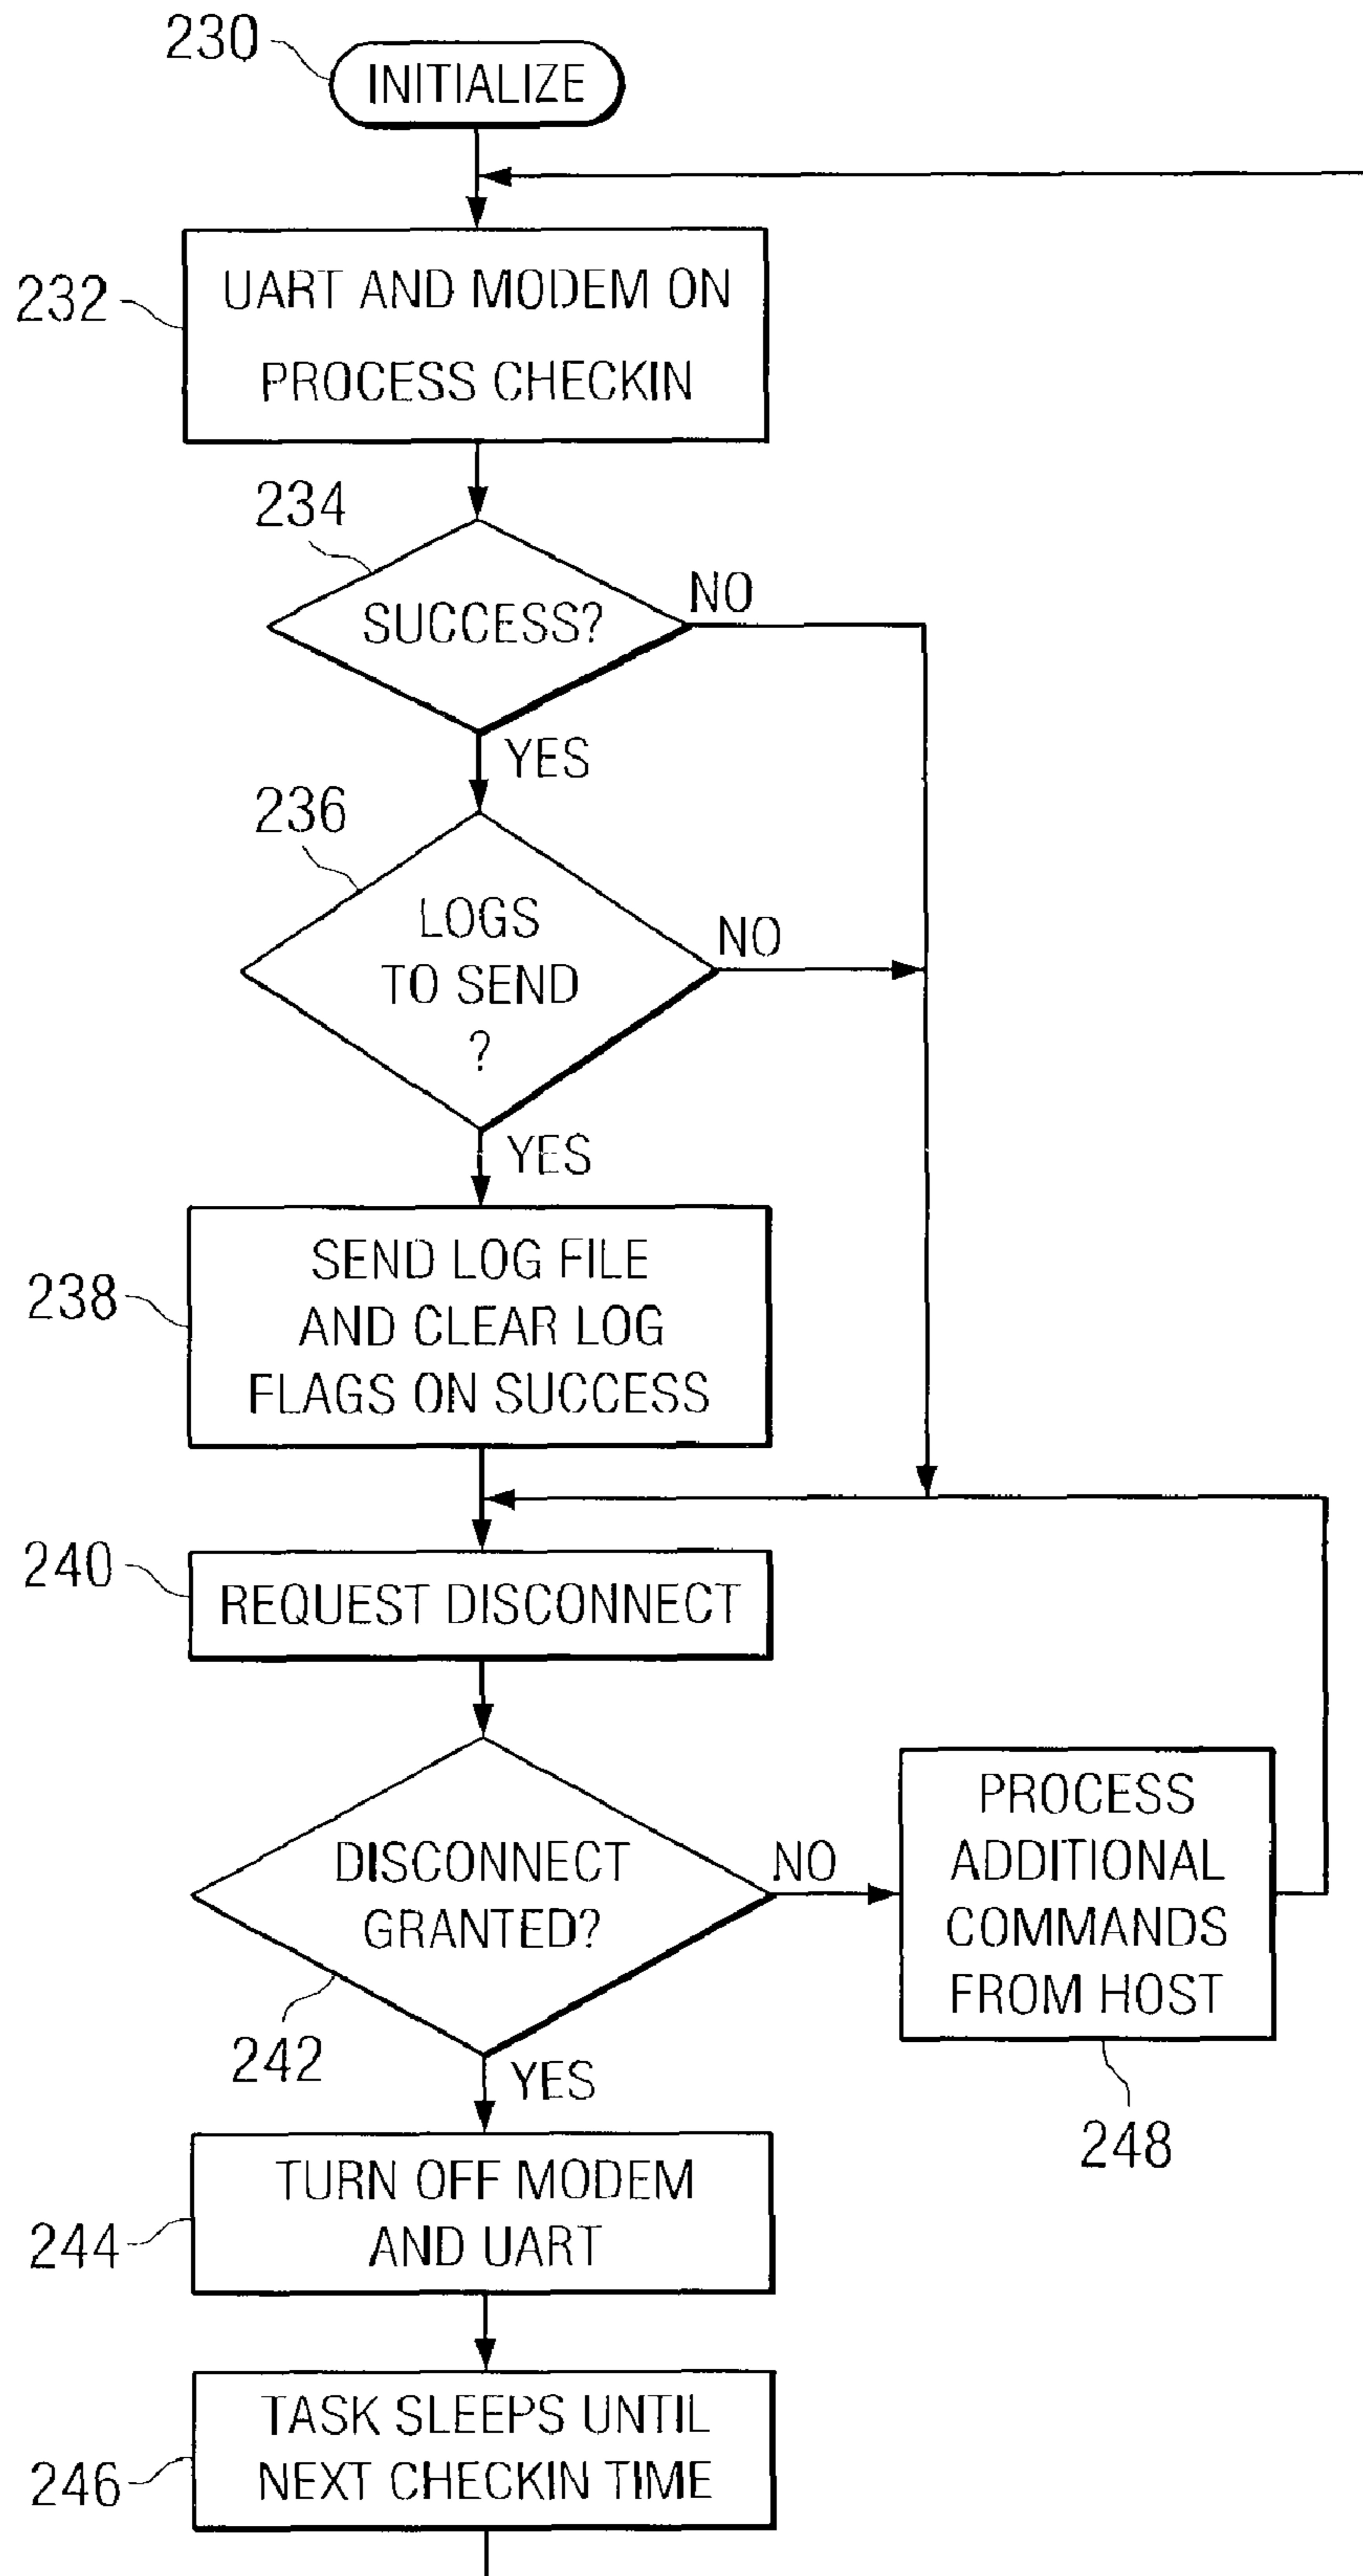 230
INITIALIZE
232
UART AND MODEM ON
PROCESS CHECKIN
234
SUCCESS?
NO
YES
236
LOGS
TO SEND
?
NO
YES
238
SEND LOG FILE
AND CLEAR LOG
FLAGS ON SUCCESS
240
REQUEST DISCONNECT
DISCONNECT
GRANTED?
NO
242
YES
PROCESS
ADDITIONAL
COMMANDS
FROM HOST
248
244
TURN OFF MODEM
AND UART
246
TASK SLEEPS UNTIL
NEXT CHECKIN TIME